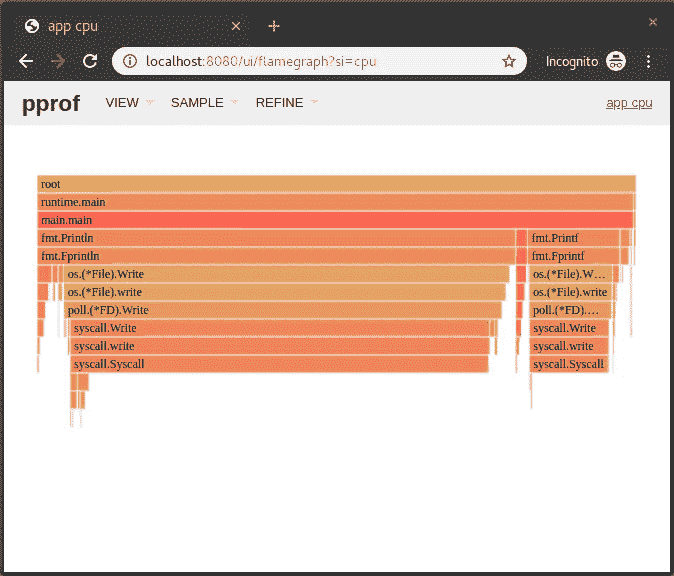 app cpu
localhost:8080/ui/flamegraph?si=cpu
Incognito
pprof VIEW SAMPLE REFINE app cpu
root
runtime.main
main.main
fmt.Println fmt.Printf
fmt.Fprintln fmt.Fprintf
os.(*File).Write os.(*File).W…
os.(*File).write os.(*File).write
poll.(*FD).Write poll.(*FD).…
syscall.Write syscall.Write
syscall.write syscall.write
syscall.Syscall syscall.Syscall